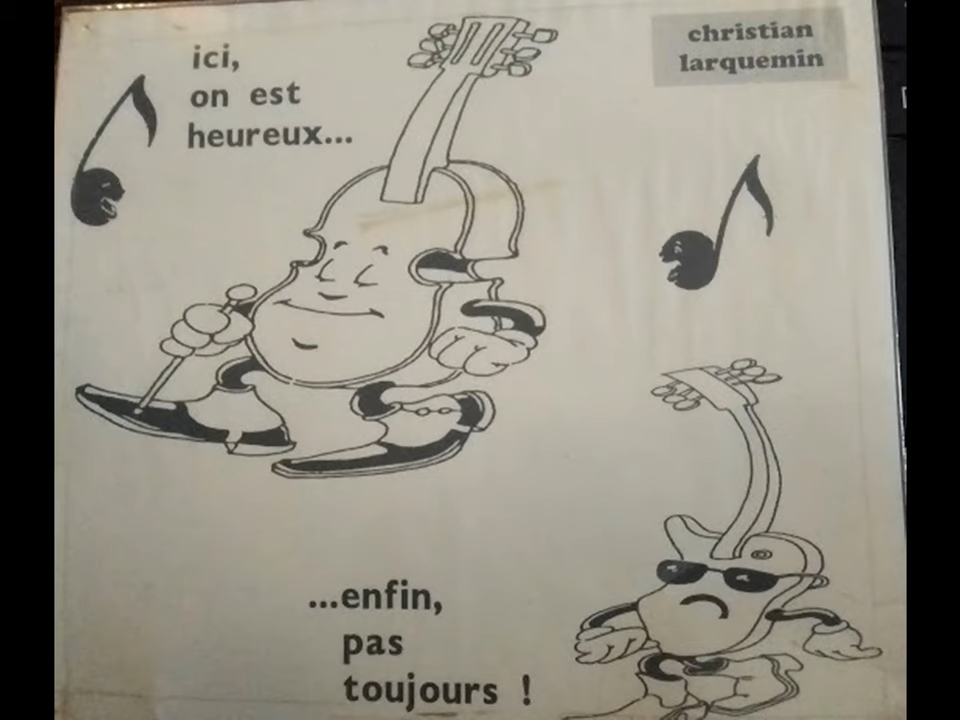 ici,
on est
heureux...
christian
larquemin
...enfin,
pas
toujours !